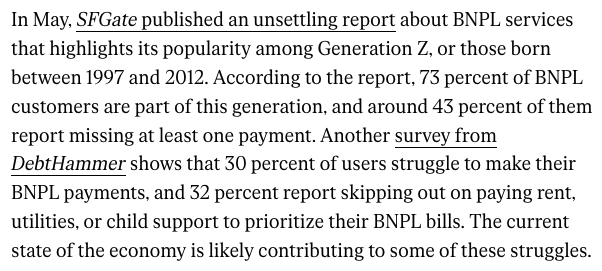 In May, SFGate published an unsettling report about BNPL services
that highlights its popularity among Generation Z, or those born
between 1997 and 2012. According to the report, 73 percent of BNPL
customers are part of this generation, and around 43 percent of them
report missing at least one payment. Another survey from
DebtHammer shows that 30 percent of users struggle to make their
BNPL payments, and 32 percent report skipping out on paying rent,
utilities, or child support to prioritize their BNPL bills. The current
state of the economy is likely contributing to some of these struggles.